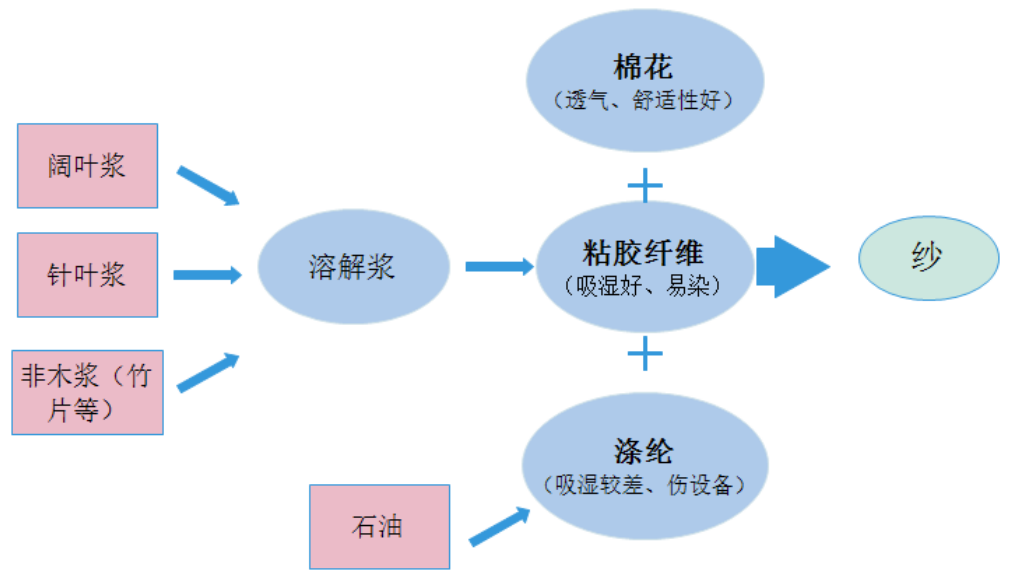 棉花
（透气、舒适性好）
阔叶浆
针叶浆
溶解浆
粘胶纤维
（吸湿好、易染）
纱
非木浆（竹
片等）
涤纶
（吸湿较差、伤设备）
石油